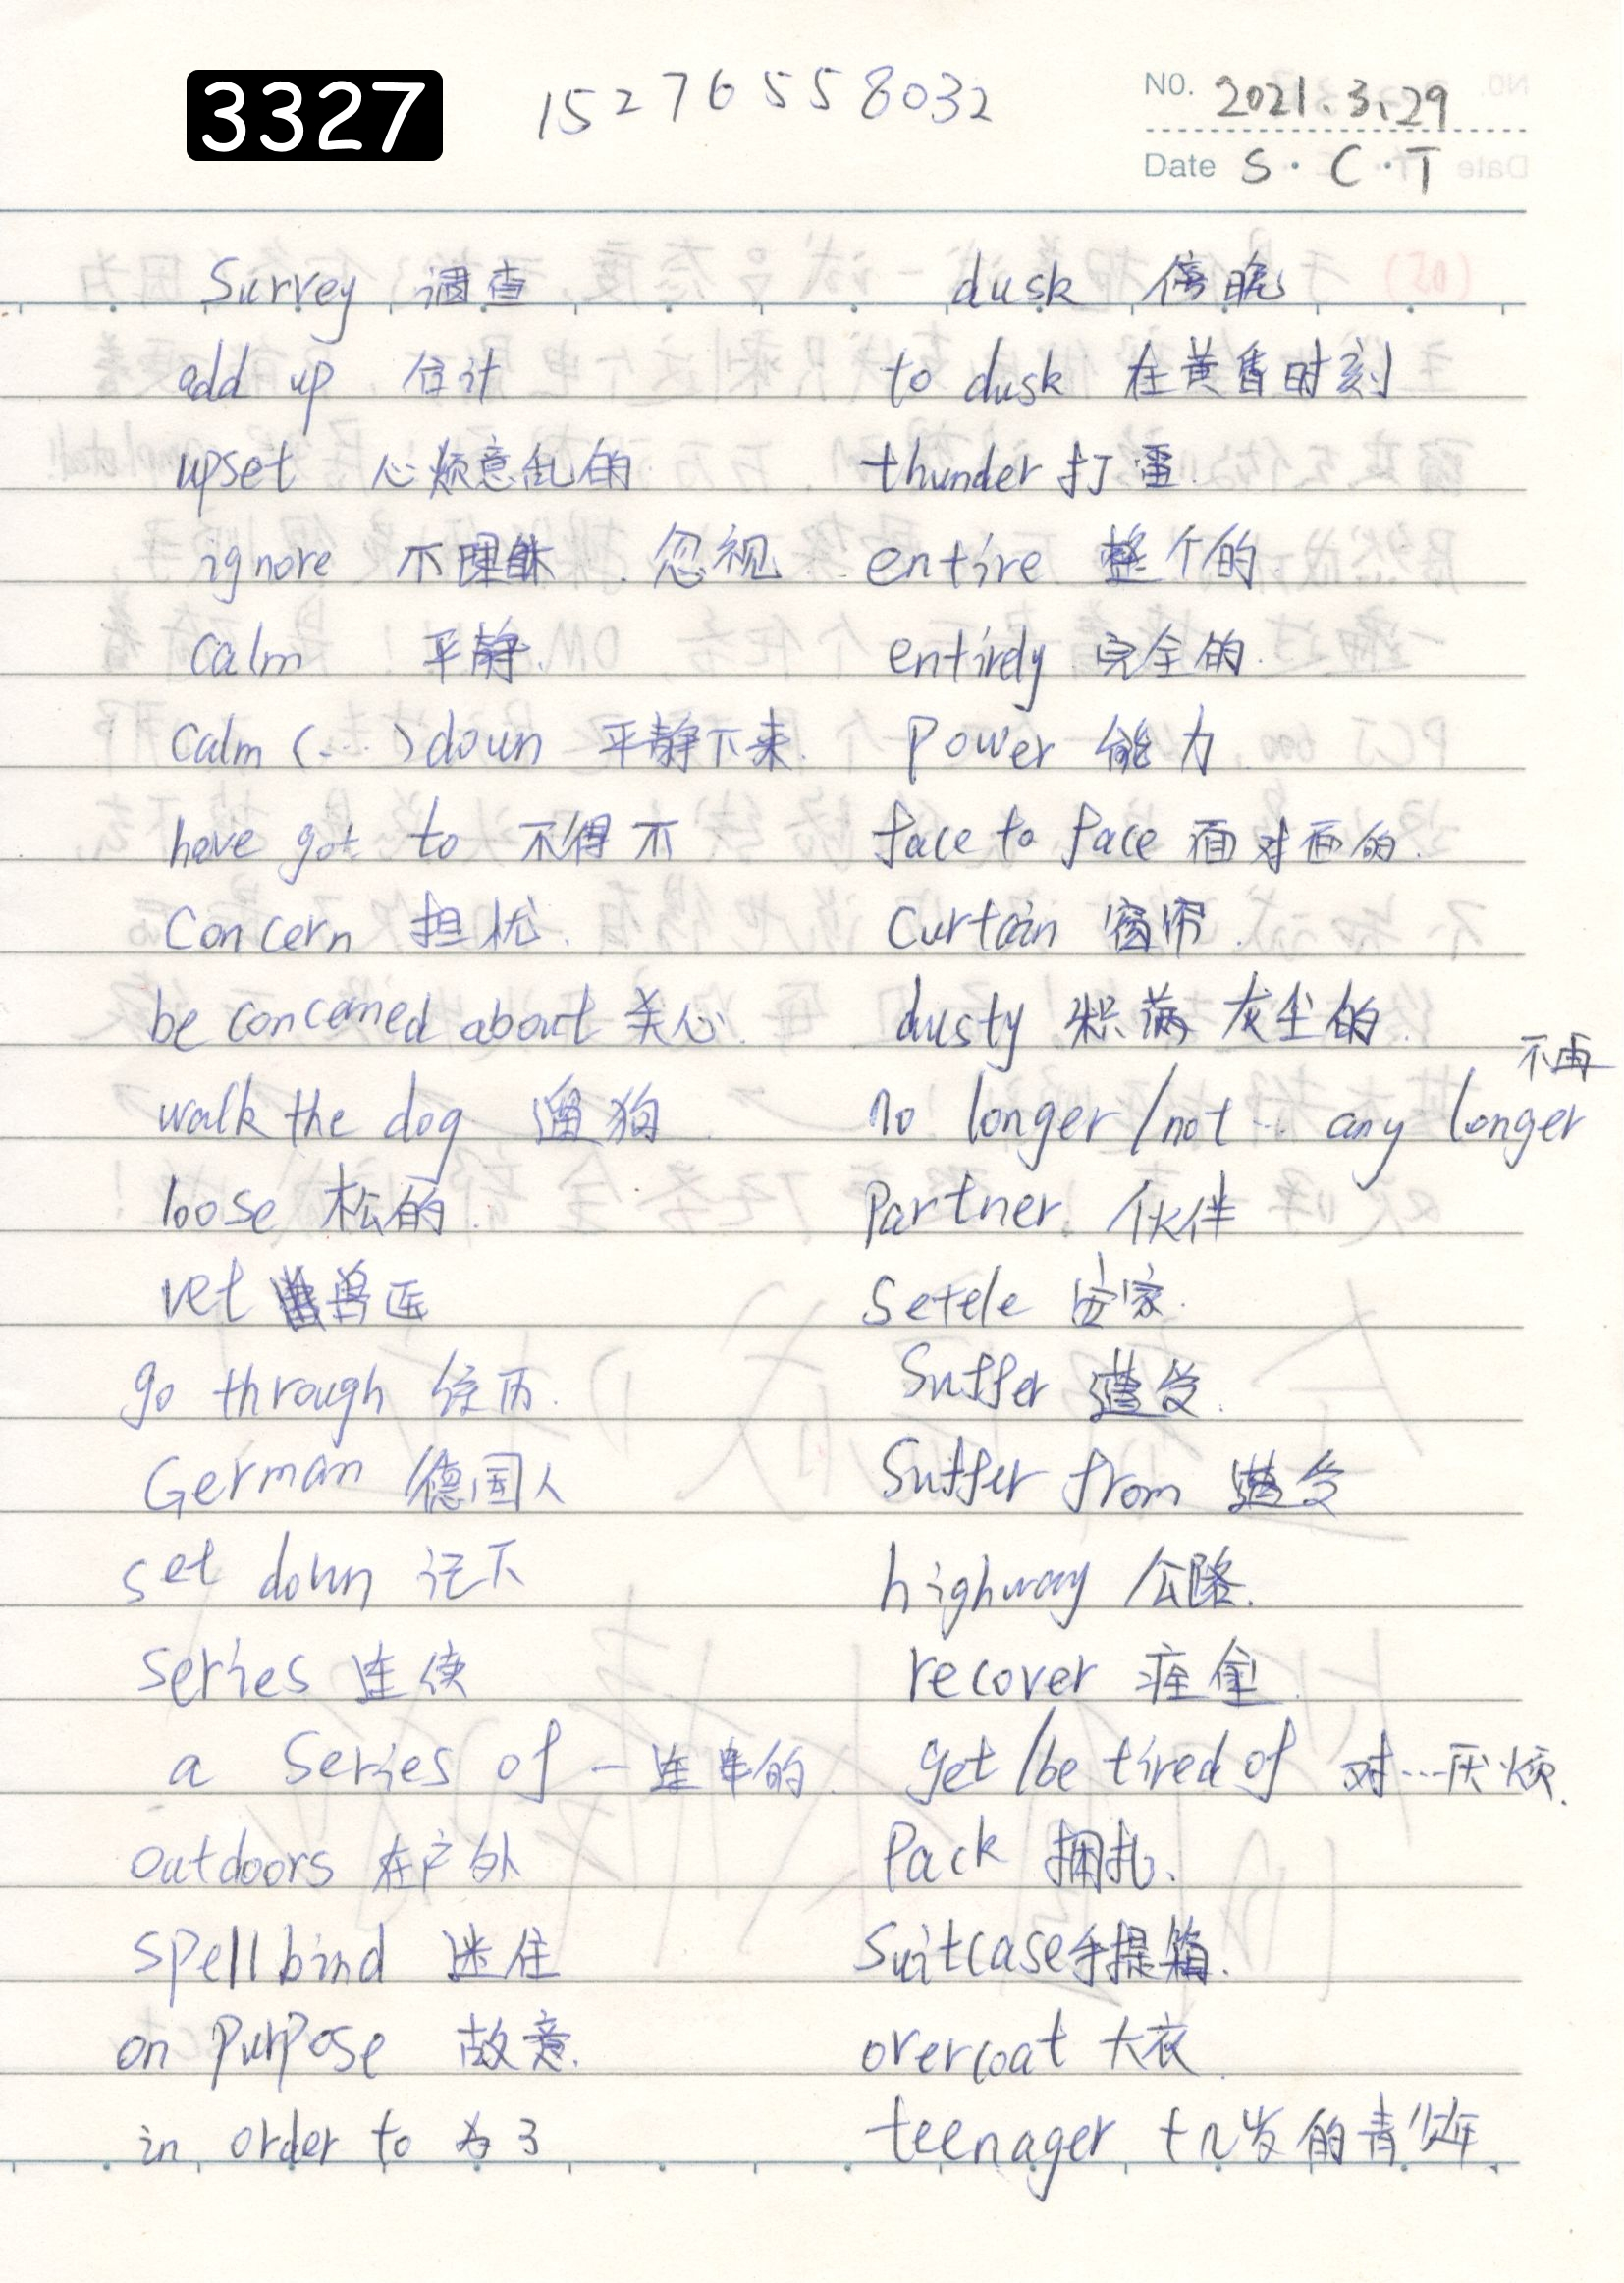 3327
15276558032
NO. 2021.3.29
Date S·C·T
Survey 调查
add up 合计
upset 心烦意乱的
ignore 不理睬.忽视
Calm 平静.
Calm (...) down 平静下来.
have got to 不得不
Concern 担忧.
be concerned about 关心.
walk the dog 遛狗
loose 松的.
vet 兽医
go through 经历.
German 德国人
set down 记下
series 连续
a Series of 一连串的.
outdoors 在户外
spellbind 迷住
on purpose 故意.
in order to 为了
dusk 傍晚
to dusk 在黄昏时刻
thunder 打雷.
entire 整个的.
entirely 完全的.
Power 能力
face to face 面对面的.
Curtain 窗帘.
dusty 积满灰尘的.
不再
no longer/not... any longer
Partner. 伙伴
Settle 安家.
Suffer 遭受.
Suffer from 遭受
highway 公路.
recover 痊愈.
get/be tired of 对...厌烦.
Pack 捆扎.
Suitcase 手提箱.
overcoat 大衣.
teenager 十几岁的青少年.